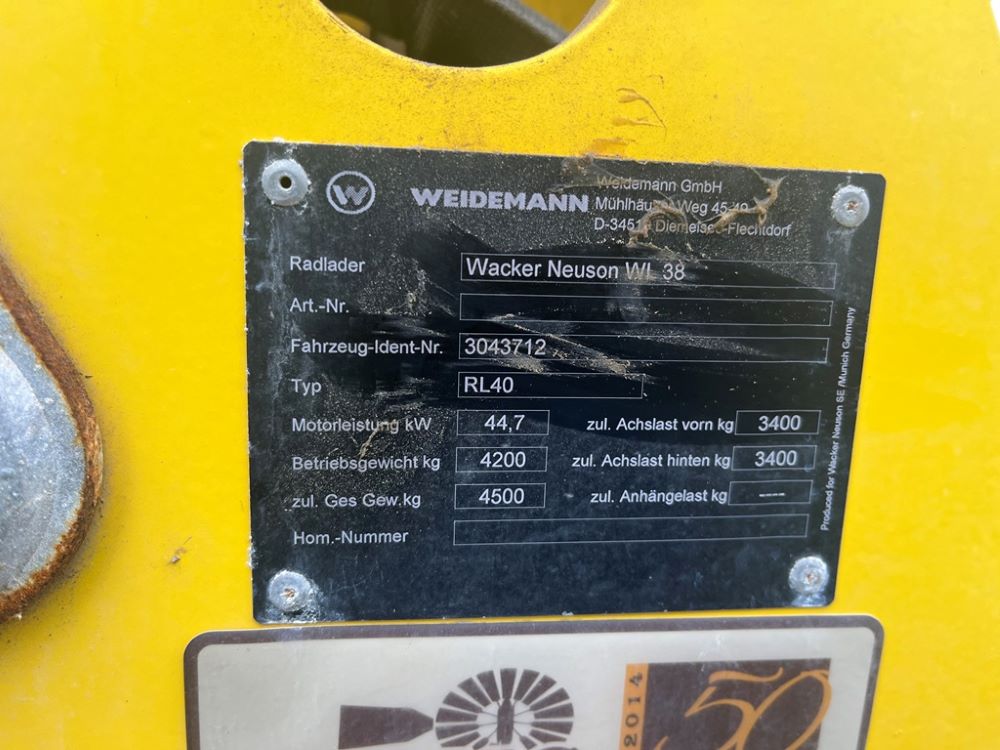 W WEIDEMANN
Weidemann GmbH
Weg 45-49
Radlader Wacker Neuson WL 38
Art.-Nr.
Fahrzeug-Ident-Nr. 3043712
Typ RL40
Motorleistung kW 44,7 zul. Achslast vorn kg 3400
Betriebsgewicht kg 4200 zul. Achslast hinten kg 3400
zul. Ges Gew.kg 4500 zul. Anhängelast kg ----
Hom.-Nummer
Produced for Wacker Neuson SE /Munich Germany
2014
50